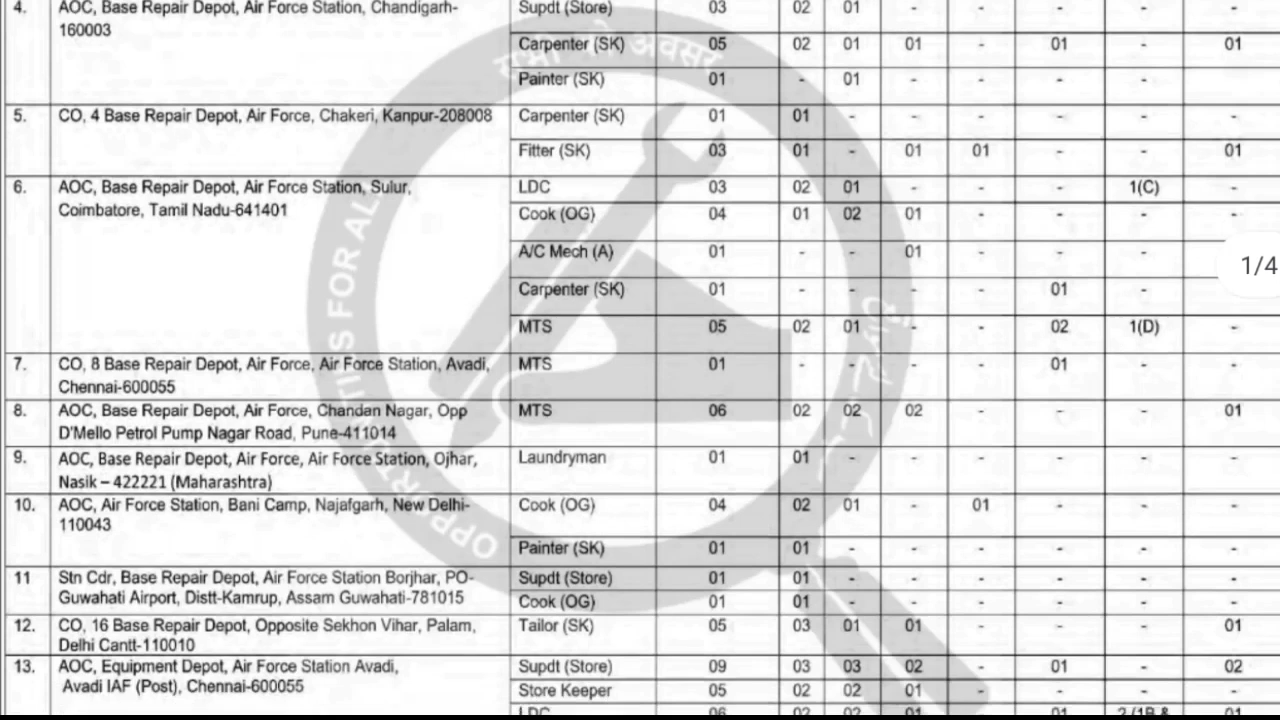 4. AOC, Base Repair Depot, Air Force Station, Chandigarh- Supdt (Store) 03 02 01 - - - - -
160003
Carpenter (SK) 05 02 01 01 - 01 - 01
Painter (SK) 01 - 01 - - - - -
5. CO, 4 Base Repair Depot, Air Force, Chakeri, Kanpur-208008 Carpenter (SK) 01 01 - - - - - -
Fitter (SK) 03 01 - 01 01 - - 01
6. AOC, Base Repair Depot, Air Force Station, Sulur, LDC 03 02 01 - - - 1(C) -
Coimbatore, Tamil Nadu-641401 Cook (OG) 04 01 02 01 - - - -
A/C Mech (A) 01 - - 01 - - -
1/4
Carpenter (SK) 01 - - - - 01 -
MTS 05 02 01 - - 02 1(D) -
7. CO, 8 Base Repair Depot, Air Force, Air Force Station, Avadi, MTS 01 - - - - 01 - -
Chennai-600055
8. AOC, Base Repair Depot, Air Force, Chandan Nagar, Opp MTS 06 02 02 02 - - - 01
D'Mello Petrol Pump Nagar Road, Pune-411014
9. AOC, Base Repair Depot, Air Force, Air Force Station, Ojhar, Laundryman 01 01 - - - - - -
Nasik – 422221 (Maharashtra)
10. AOC, Air Force Station, Bani Camp, Najafgarh, New Delhi- Cook (OG) 04 02 01 - 01 - - -
110043
Painter (SK) 01 01 - - - - - -
11 Stn Cdr, Base Repair Depot, Air Force Station Borjhar, PO- Supdt (Store) 01 01 - - - - - -
Guwahati Airport, Distt-Kamrup, Assam Guwahati-781015 Cook (OG) 01 01 - - - - - -
12. CO, 16 Base Repair Depot, Opposite Sekhon Vihar, Palam, Tailor (SK) 05 03 01 01 - - - 01
Delhi Cantt-110010
13. AOC, Equipment Depot, Air Force Station Avadi, Supdt (Store) 09 03 03 02 - 01 - 02
Avadi IAF (Post), Chennai-600055 Store Keeper 05 02 02 01 - - - -
LDC 06 02 02 01 - 01 2 (1B & 01